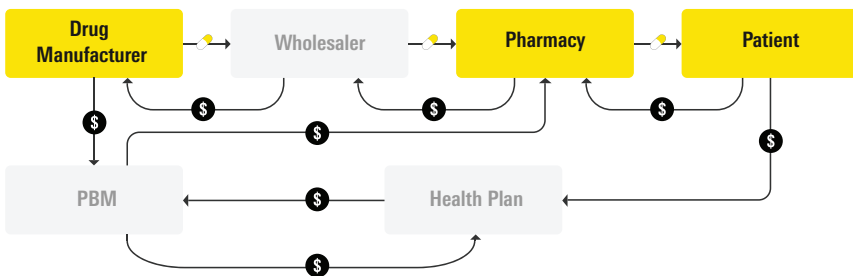 Drug
Manufacturer
Wholesaler
Pharmacy
Patient
$
$
$
$
$
$
PBM
$
Health Plan
$